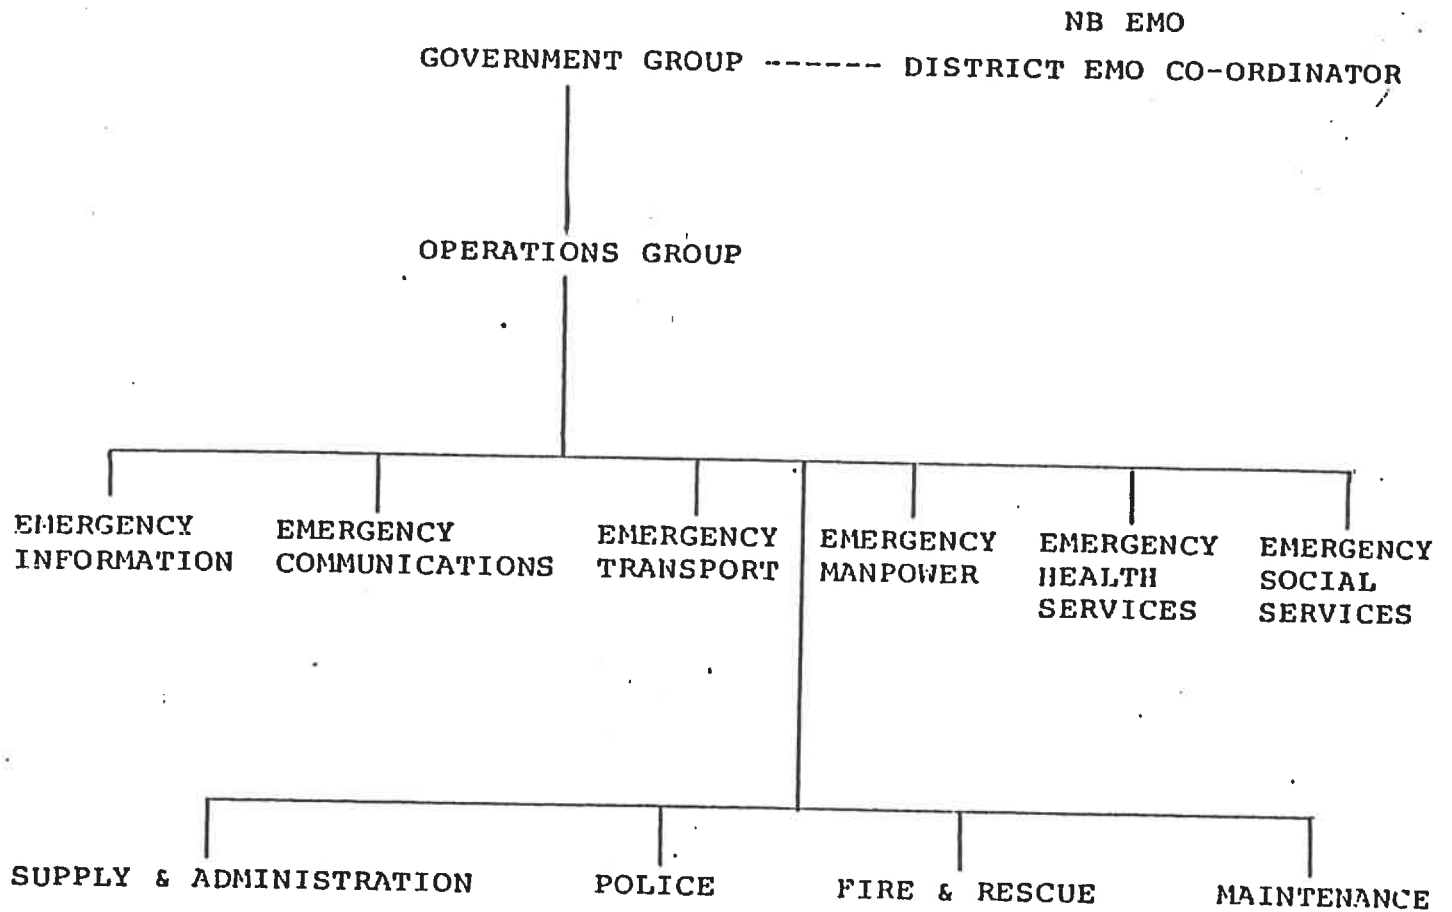 NB EMO
GOVERNMENT GROUP ------ DISTRICT EMO CO-ORDINATOR
OPERATIONS GROUP
EMERGENCY
INFORMATION
EMERGENCY
COMMUNICATIONS
EMERGENCY
TRANSPORT
EMERGENCY
MANPOWER
EMERGENCY
HEALTH
SERVICES
EMERGENCY
SOCIAL
SERVICES
SUPPLY & ADMINISTRATION
POLICE
FIRE & RESCUE
MAINTENANCE